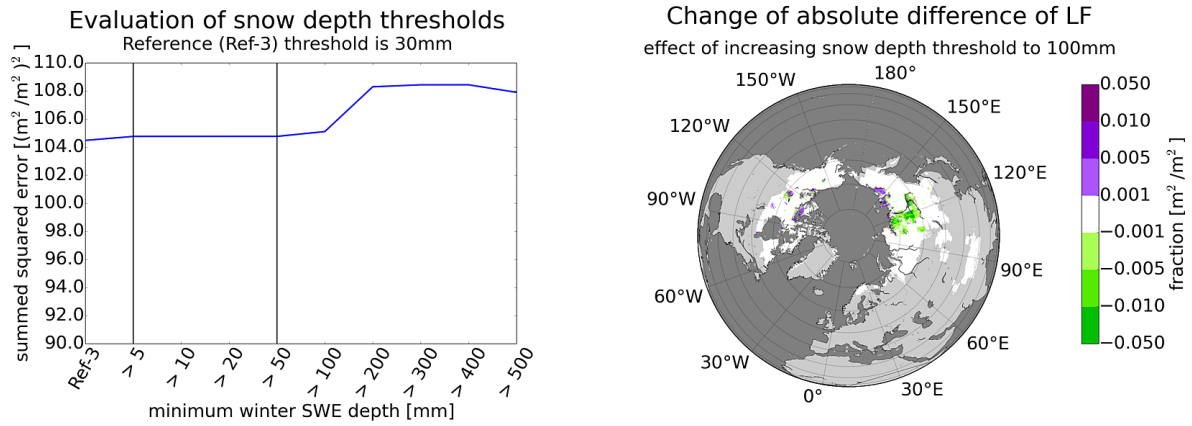 Evaluation of snow depth thresholds
Reference (Ref-3) threshold is 30mm
summed squared error [(m² /m² )² ]
110.0
108.0
106.0
104.0
102.0
100.0
98.0
96.0
94.0
92.0
90.0
Ref-3
> 5
> 10
> 20
> 50
> 100
> 200
> 300
> 400
> 500
minimum winter SWE depth [mm]
Change of absolute difference of LF
effect of increasing snow depth threshold to 100mm
180°
150°W
150°E
120°W
120°E
90°W
90°E
60°W
60°E
30°W
30°E
0°
0.050
0.010
0.005
0.001
−0.001
−0.005
−0.010
−0.050
fraction [m² /m² ]